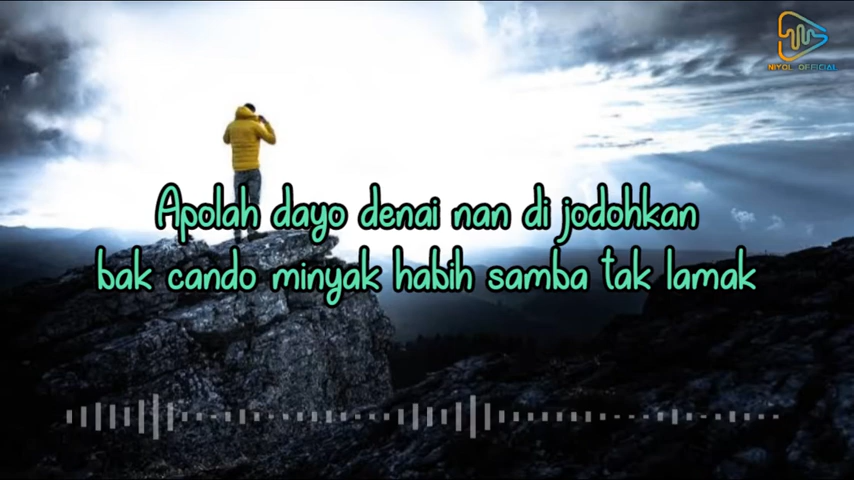 NIYOL OFFICIAL
Apolah dayo denai nan di jodohkan
bak cando minyak habih samba tak lamak